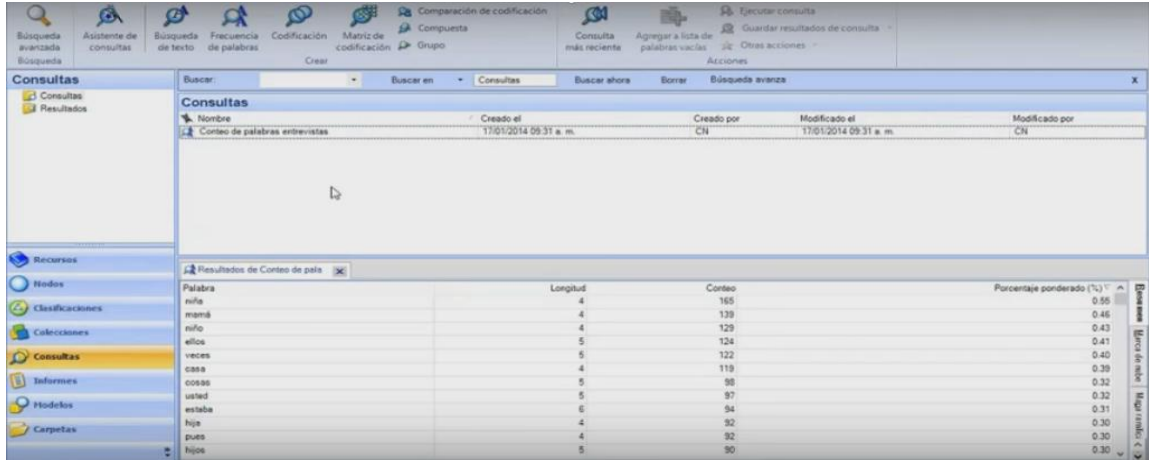 Búsqueda avanzada
Asistente de consultas
Búsqueda de texto
Frecuencia de palabras
Codificación
Matriz de codificación
Comparación de codificación
Compuesta
Grupo
Consulta más reciente
Agregar a lista de palabras vacías
Ejecutar consulta
Guardar resultados de consulta
Otras acciones
Búsqueda
Crear
Acciones
Consultas
Consultas
Resultados
Buscar:
Buscar en
Consultas
Buscar ahora
Borrar
Búsqueda avanza
x
Consultas
Nombre Creado el Creado por Modificado el Modificado por
Conteo de palabras entrevistas 17/01/2014 09:31 a. m. CN 17/01/2014 09:31 a. m. CN
Recursos
Nodos
Clasificaciones
Colecciones
Consultas
Informes
Modelos
Carpetas
Resultados de Conteo de pala
Palabra Longitud Conteo Porcentaje ponderado (%)
niña 4 165 0.55
mamá 4 139 0.46
niño 4 129 0.43
ellos 5 124 0.41
veces 5 122 0.40
casa 4 119 0.39
cosas 5 98 0.32
usted 5 97 0.32
estaba 6 94 0.31
hija 4 92 0.30
pues 4 92 0.30
hijos 5 90 0.30
Resumen
Marca de nube